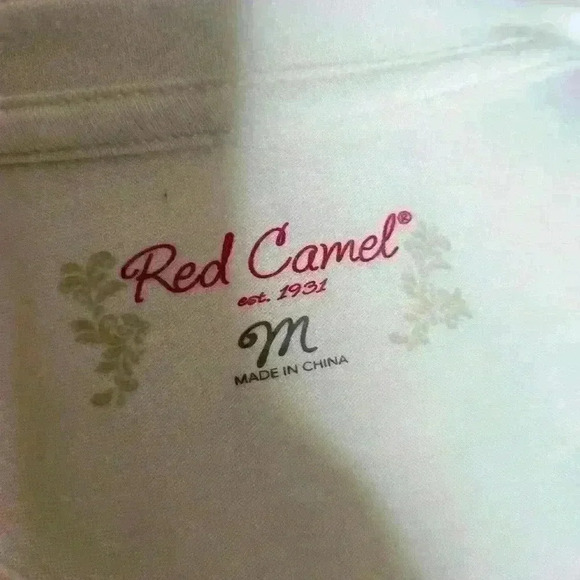 Red Camel®
est. 1931
M
MADE IN CHINA